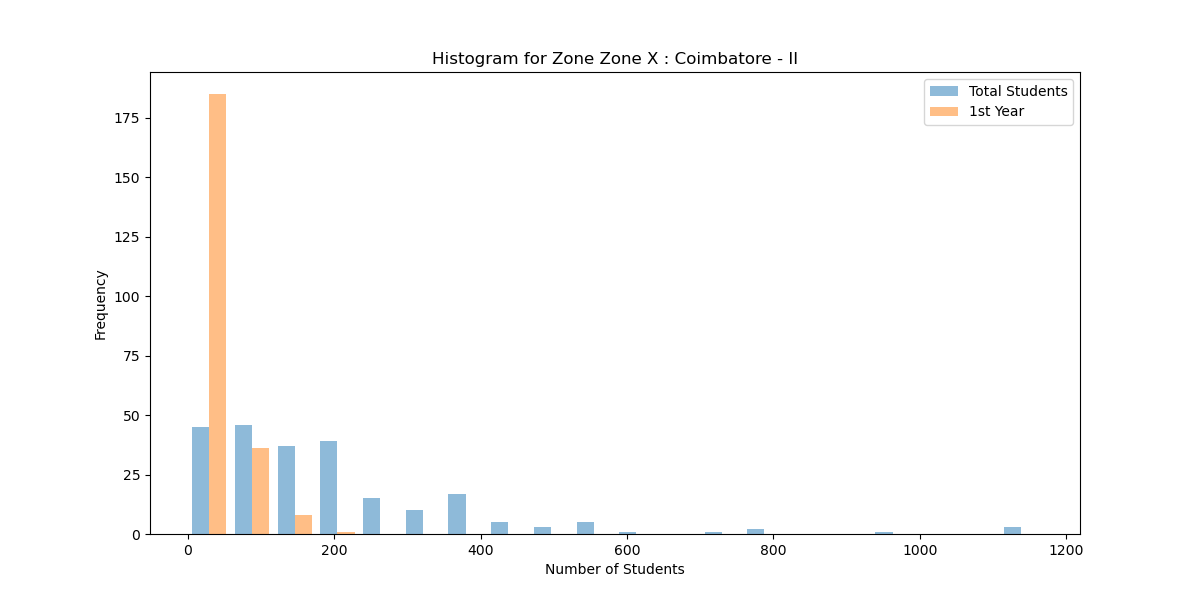 Histogram for Zone Zone X : Coimbatore - II
Total Students
1st Year
175
150
125
100
75
50
25
0
Frequency
0 200 400 600 800 1000 1200
Number of Students